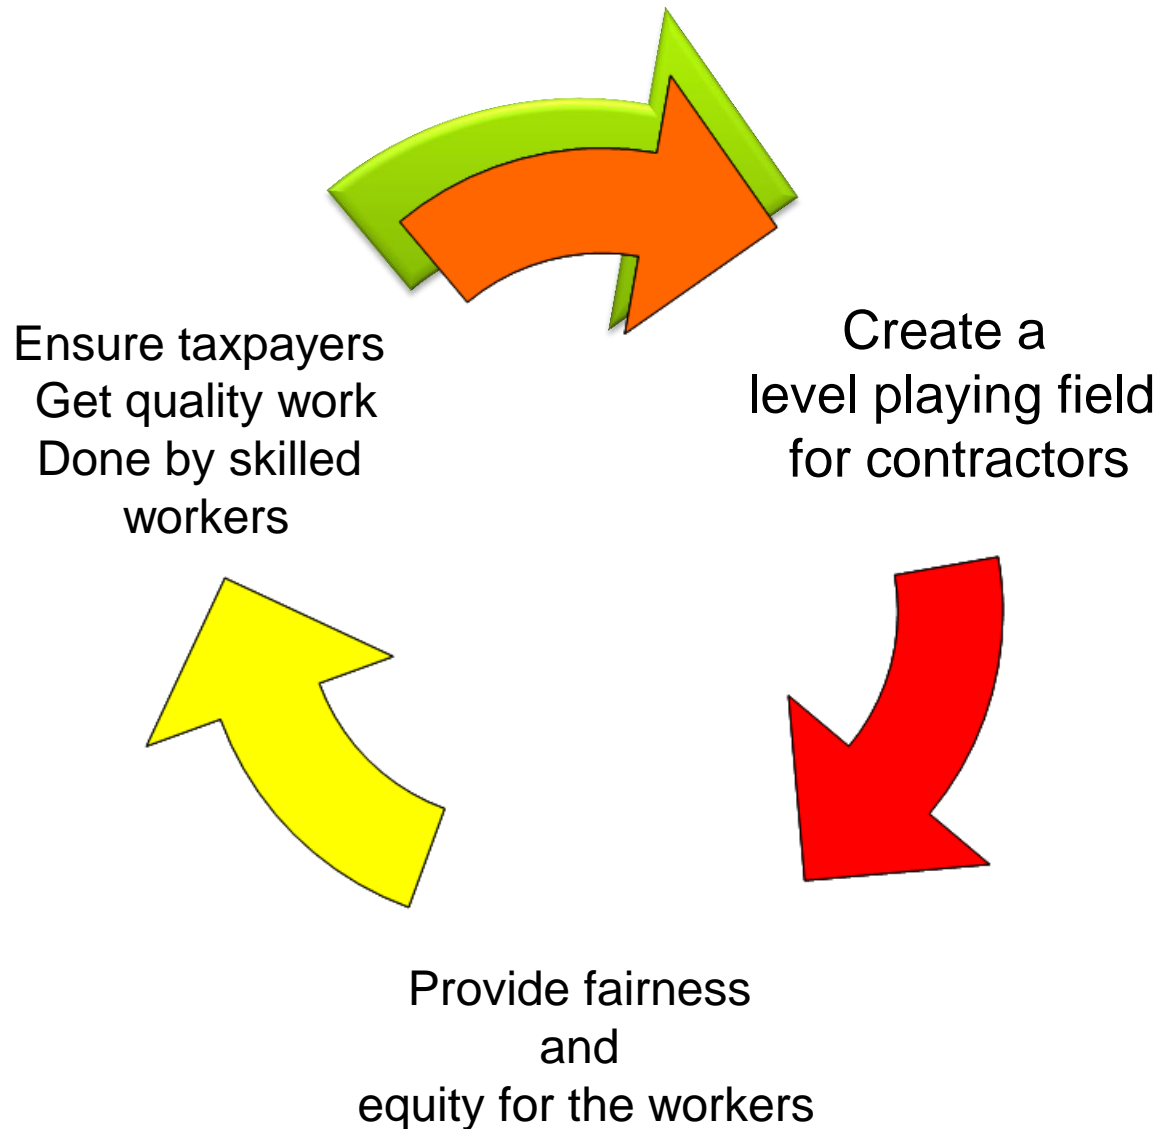 Ensure taxpayers
Get quality work
Done by skilled
workers
Create a
level playing field
for contractors
Provide fairness
and
equity for the workers